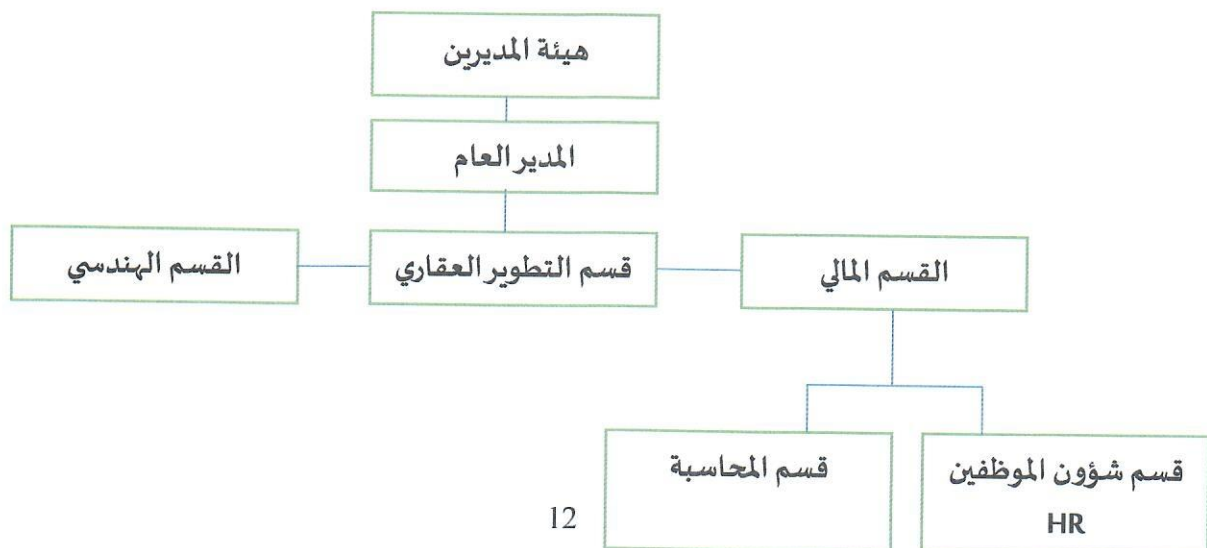 هيئة المديرين
المدير العام
القسم المالي
قسم التطوير العقاري
القسم الهندسي
قسم شؤون الموظفين
HR
قسم المحاسبة
12